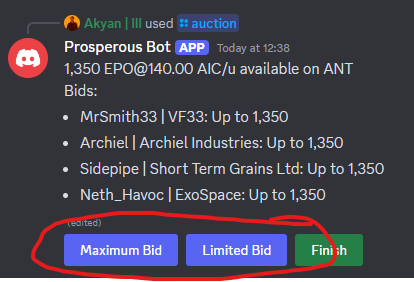 Akyan | III used auction
Prosperous Bot APP Today at 12:38
1,350 EPO@140.00 AIC/u available on ANT
Bids:
• MrSmith33 | VF33: Up to 1,350
• Archiel | Archiel Industries: Up to 1,350
• Sidepipe | Short Term Grains Ltd: Up to 1,350
• Neth_Havoc | ExoSpace: Up to 1,350
(edited)
Maximum Bid Limited Bid Finish